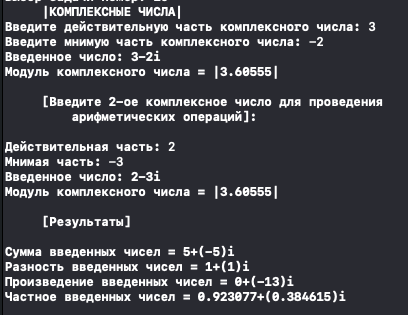 |КОМПЛЕКСНЫЕ ЧИСЛА|
Введите действительную часть комплексного числа: 3
Введите мнимую часть комплексного числа: -2
Введенное число: 3-2i
Модуль комплексного числа = |3.60555|
[Введите 2-ое комплексное число для проведения
арифметических операций]:
Действительная часть: 2
Мнимая часть: -3
Введенное число: 2-3i
Модуль комплексного числа = |3.60555|
[Результаты]
Сумма введенных чисел = 5+(-5)i
Разность введенных чисел = 1+(1)i
Произведение введенных чисел = 0+(-13)i
Частное введенных чисел = 0.923077+(0.384615)i